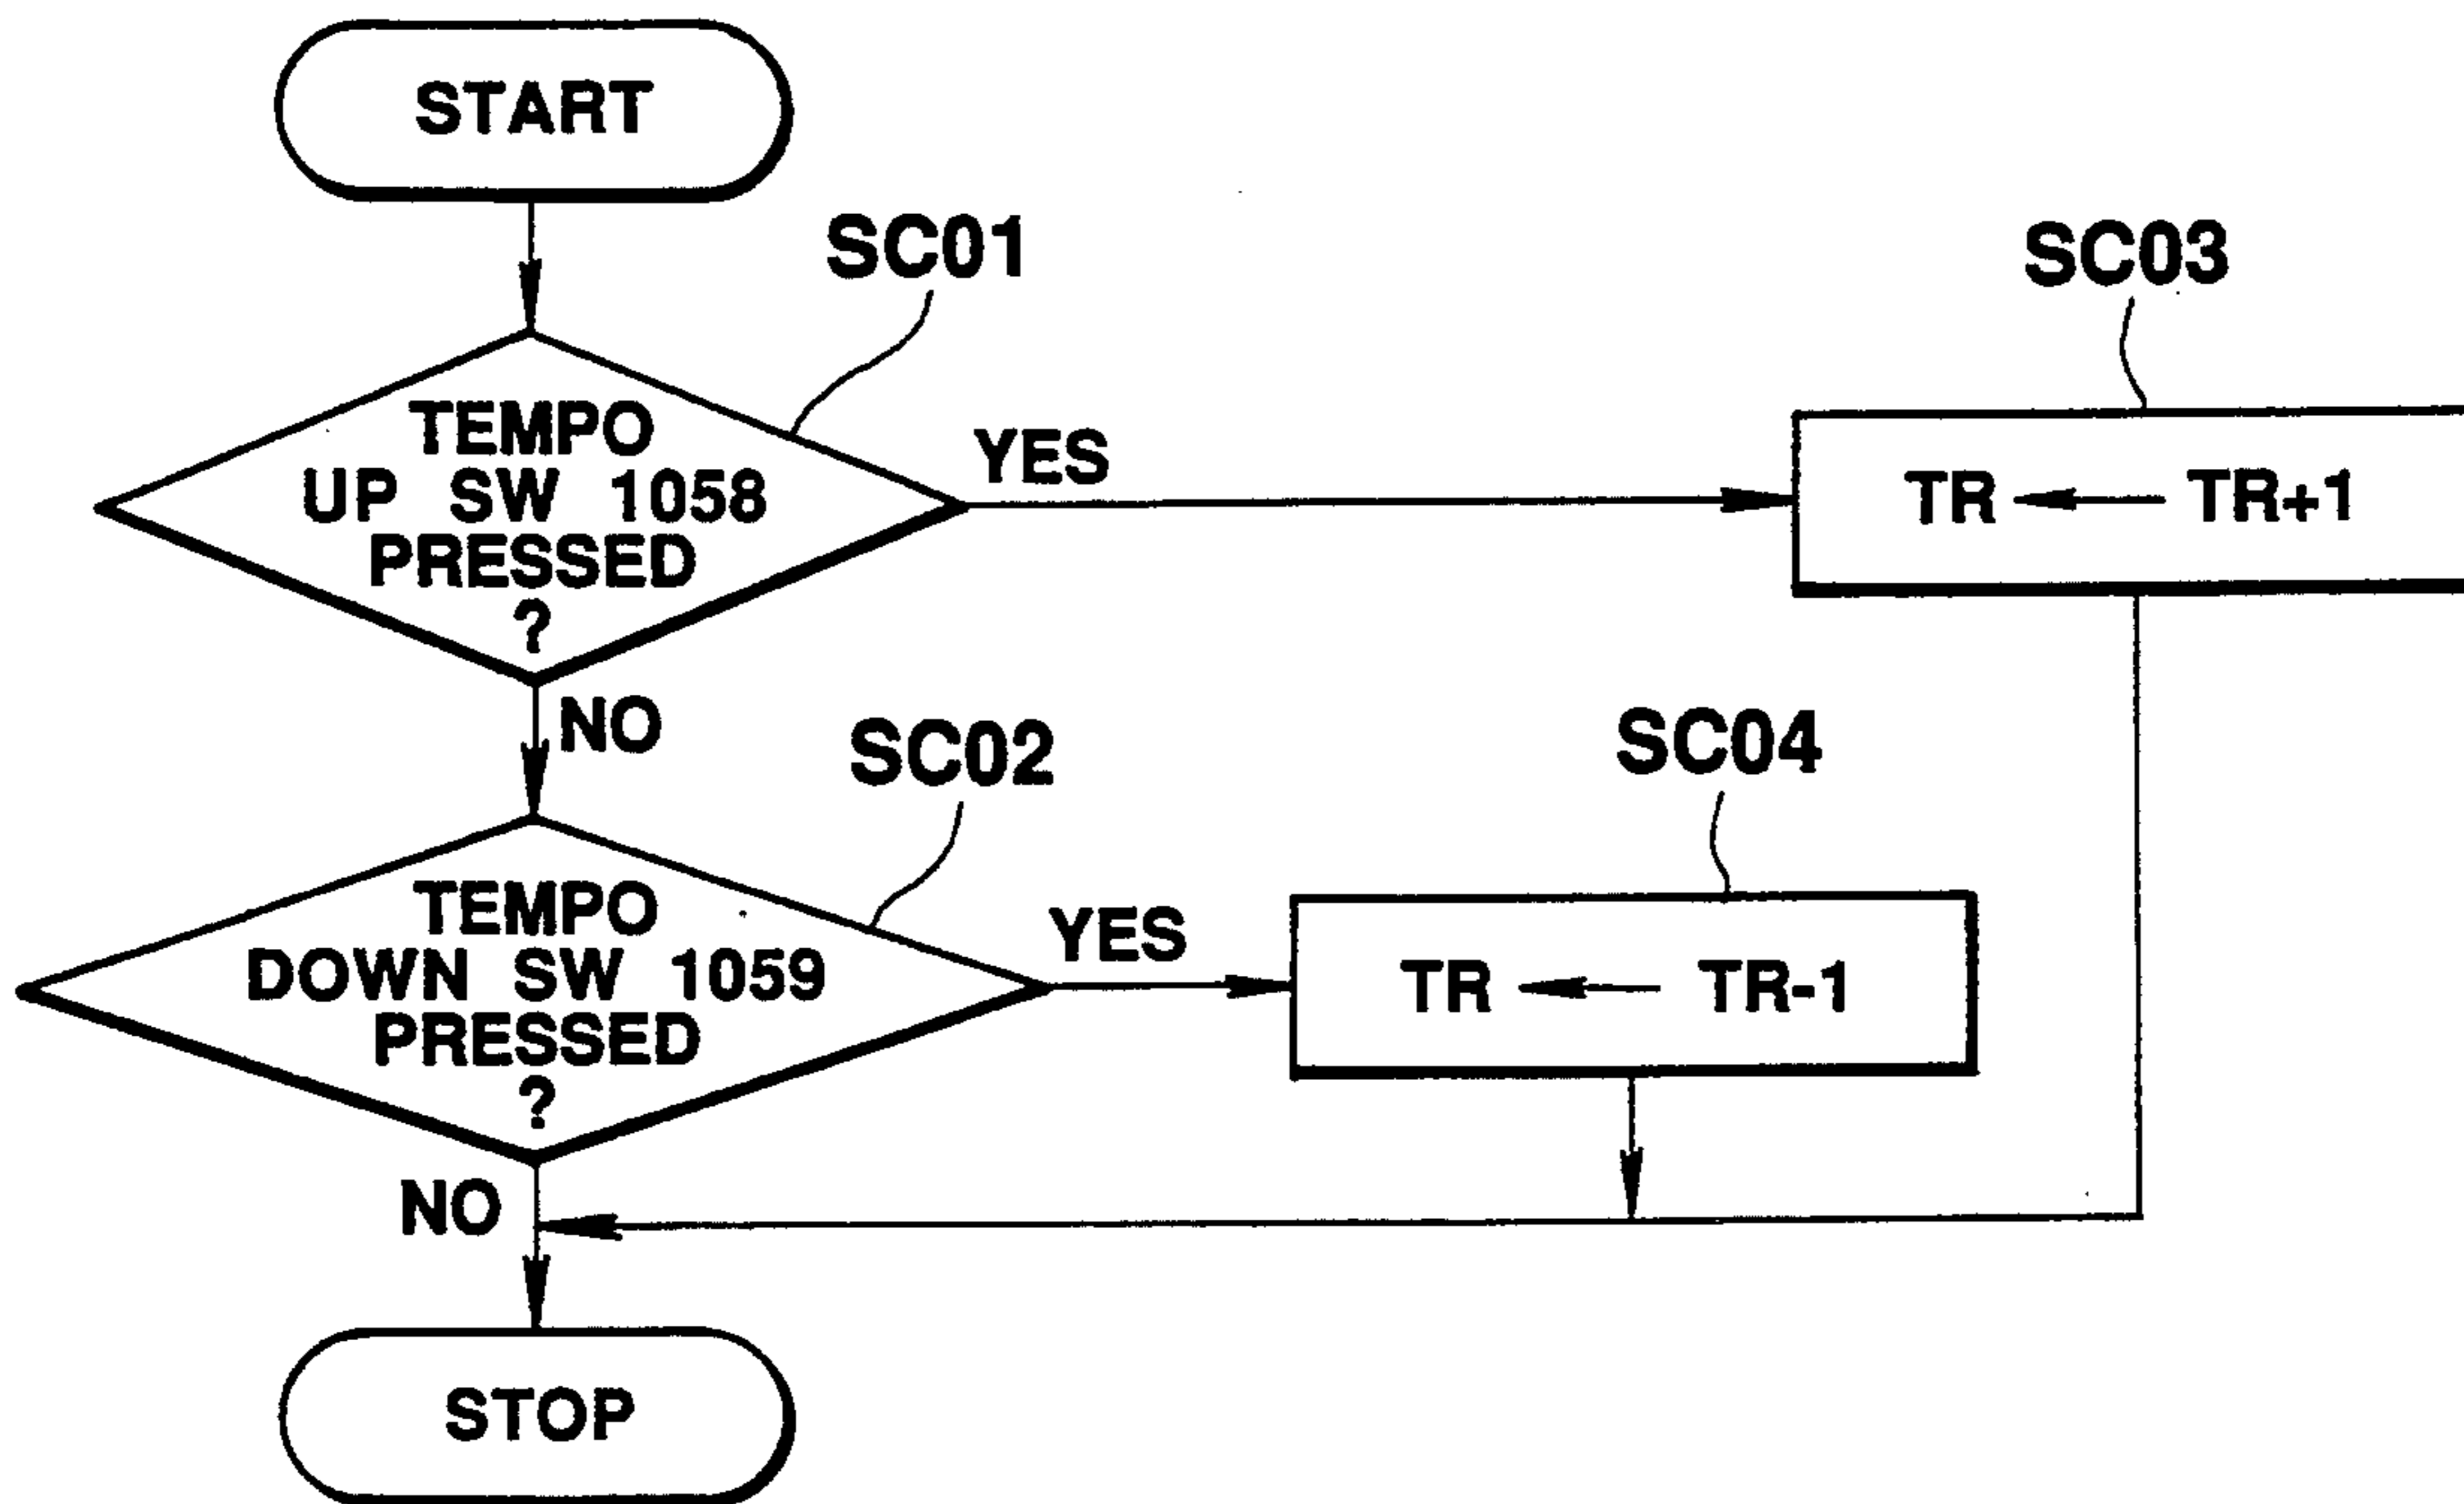 START
SC01
SC03
TEMPO
UP SW 1058
PRESSED
?
YES
TR ← TR+1
NO
SC02
SC04
TEMPO
DOWN SW 1059
PRESSED
?
YES
TR ← TR-1
NO
STOP